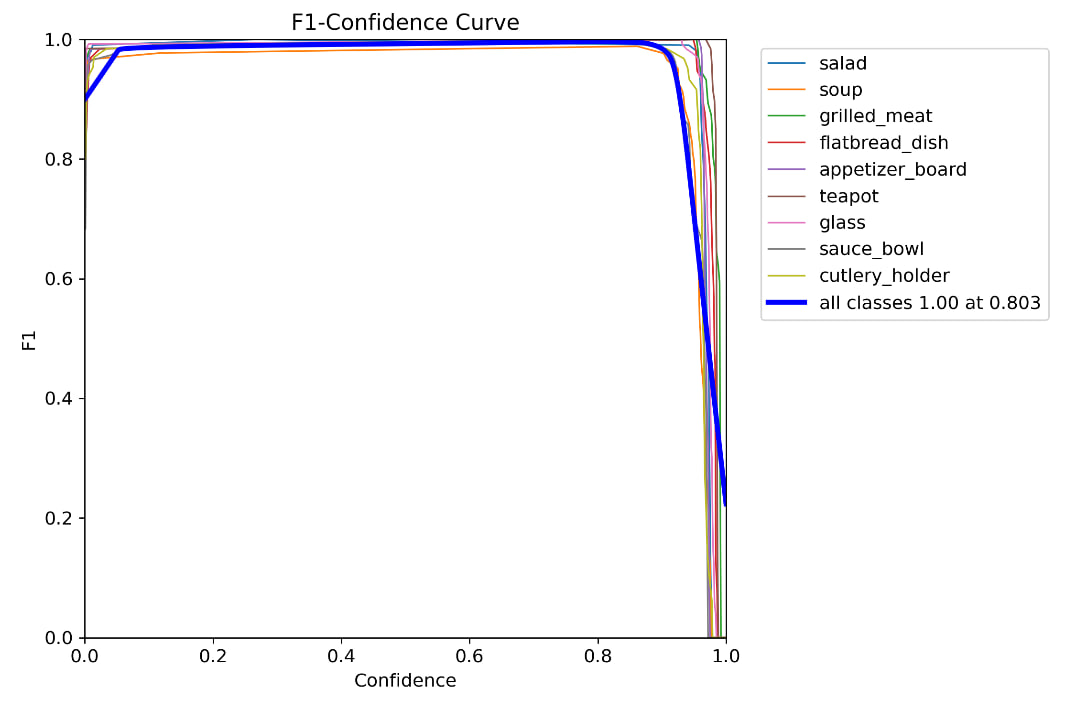 F1-Confidence Curve
1.0
0.8
0.6
0.4
0.2
0.0
F1
0.0 0.2 0.4 0.6 0.8 1.0
Confidence
salad
soup
grilled_meat
flatbread_dish
appetizer_board
teapot
glass
sauce_bowl
cutlery_holder
all classes 1.00 at 0.803